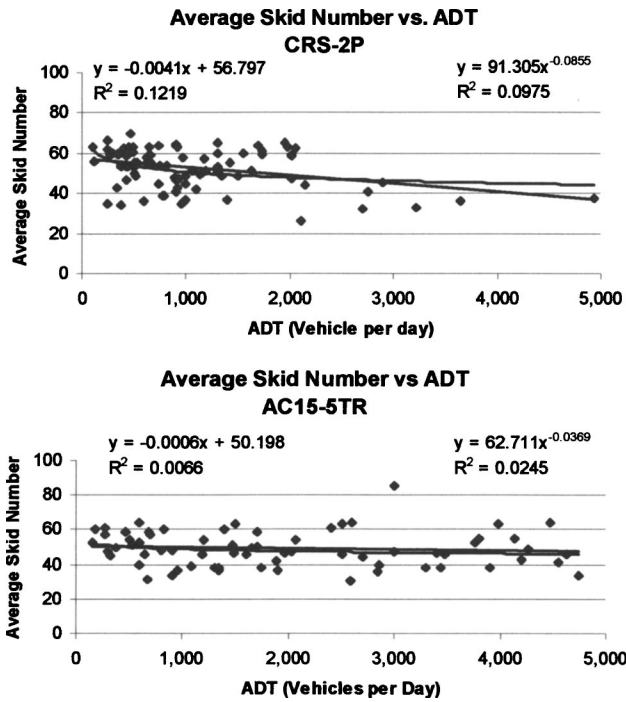 Average Skid Number vs. ADT
CRS-2P
y = -0.0041x + 56.797
R² = 0.1219
y = 91.305x^-0.0855
R² = 0.0975
Average Skid Number
100
80
60
40
20
0
0 1,000 2,000 3,000 4,000 5,000
ADT (Vehicle per day)
Average Skid Number vs ADT
AC15-5TR
y = -0.0006x + 50.198
R² = 0.0066
y = 62.711x^-0.0369
R² = 0.0245
Average Skid Number
100
80
60
40
20
0
0 1,000 2,000 3,000 4,000 5,000
ADT (Vehicles per Day)